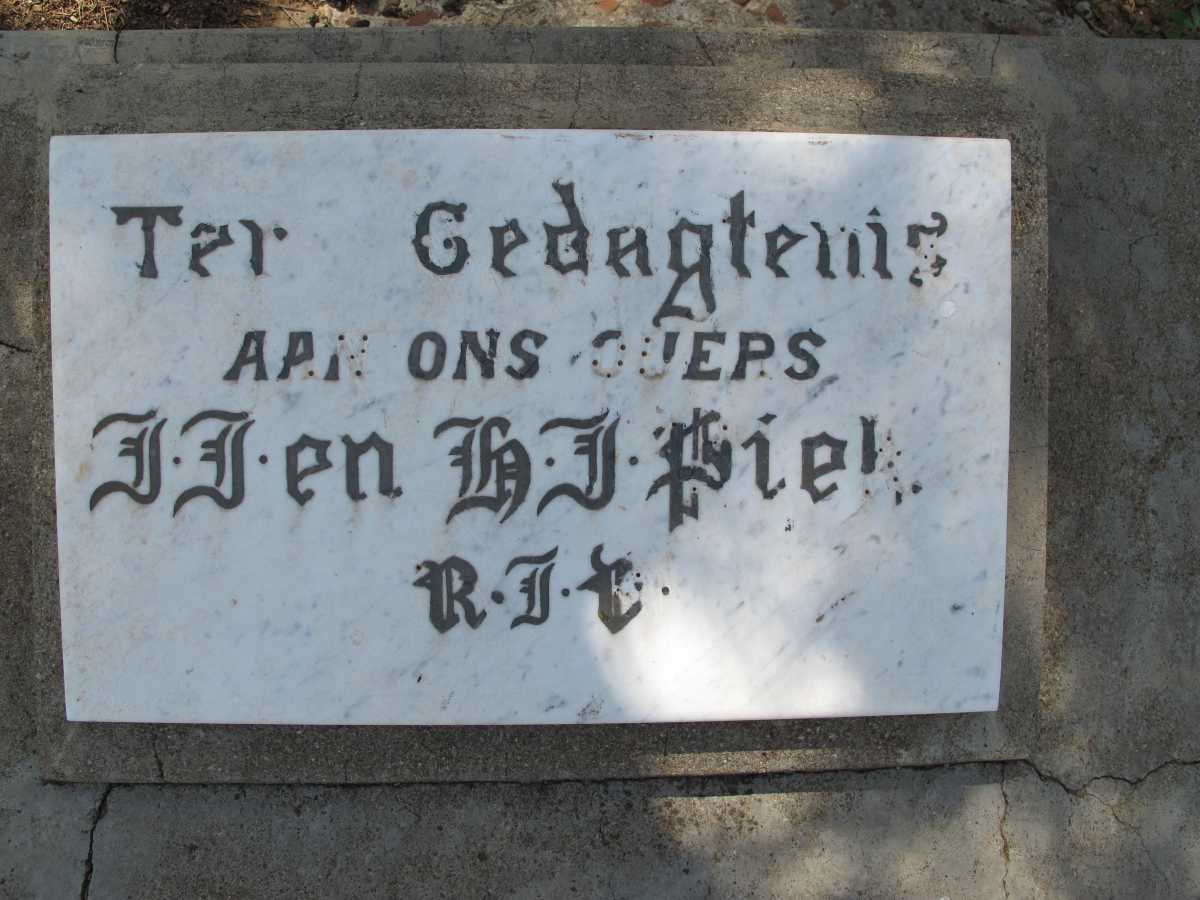 Ter Gedagtenis
AAN ONS OUERS
J.J. en H.J. Piek
R.I.V.